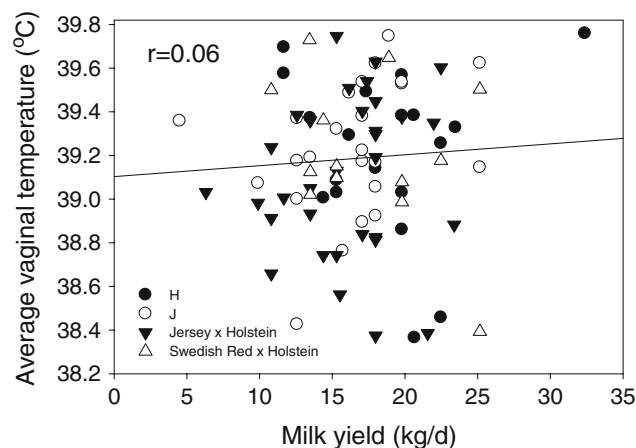 39.8
39.6
39.4
39.2
39.0
38.8
38.6
38.4
38.2
Average vaginal temperature (°C)
r=0.06
H
J
Jersey x Holstein
Swedish Red x Holstein
0 5 10 15 20 25 30 35
Milk yield (kg/d)